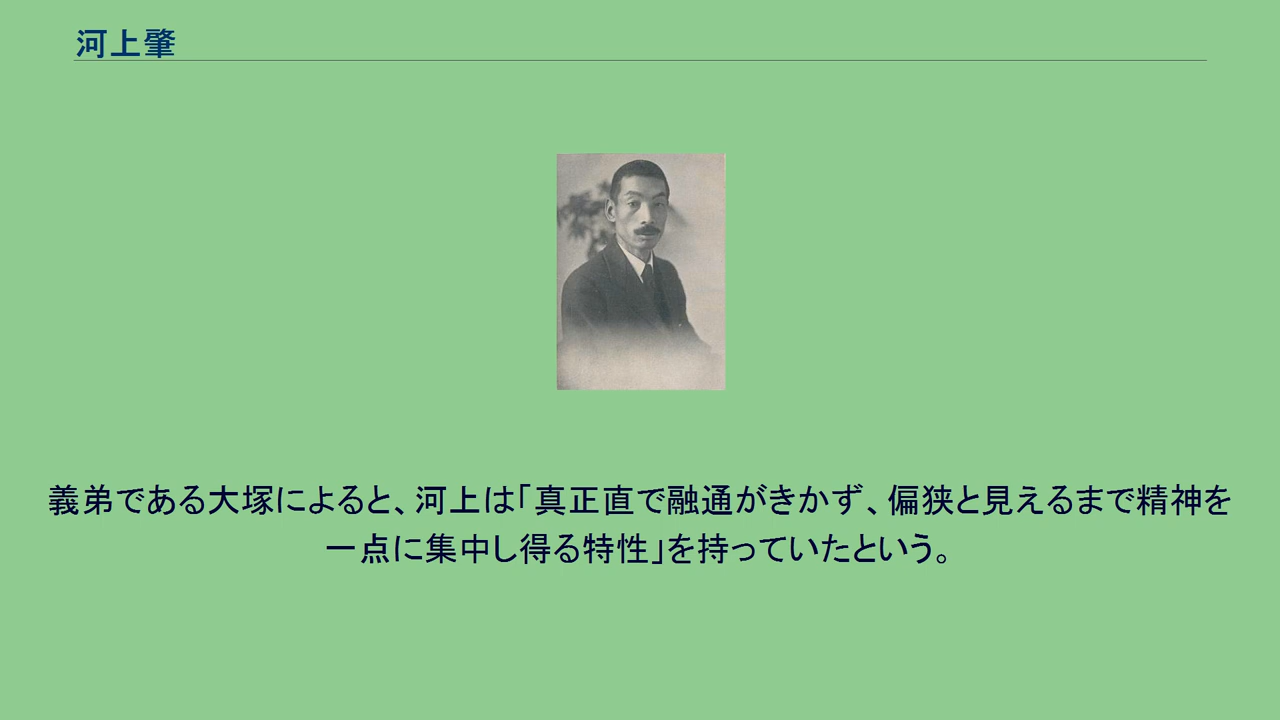 河上肇
義弟である大塚によると、河上は「真正直で融通がきかず、偏狭と見えるまで精神を
一点に集中し得る特性」を持っていたという。